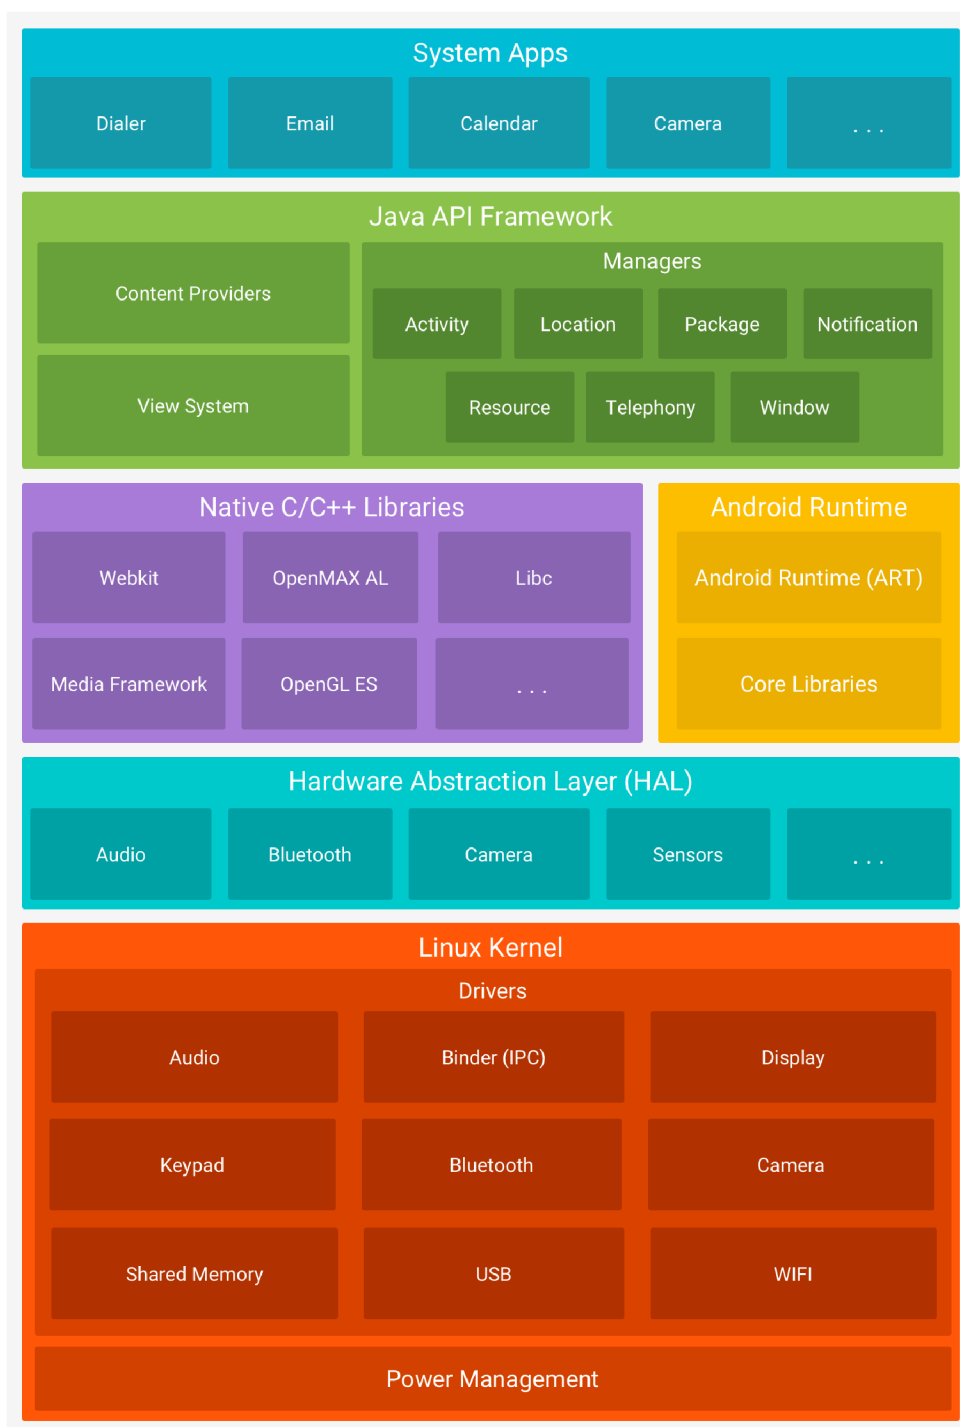 System Apps
Dialer
Email
Calendar
Camera
. . .
Java API Framework
Content Providers
View System
Managers
Activity
Location
Package
Notification
Resource
Telephony
Window
Native C/C++ Libraries
Webkit
OpenMAX AL
Libc
Media Framework
OpenGL ES
. . .
Android Runtime
Android Runtime (ART)
Core Libraries
Hardware Abstraction Layer (HAL)
Audio
Bluetooth
Camera
Sensors
. . .
Linux Kernel
Drivers
Audio
Binder (IPC)
Display
Keypad
Bluetooth
Camera
Shared Memory
USB
WIFI
Power Management